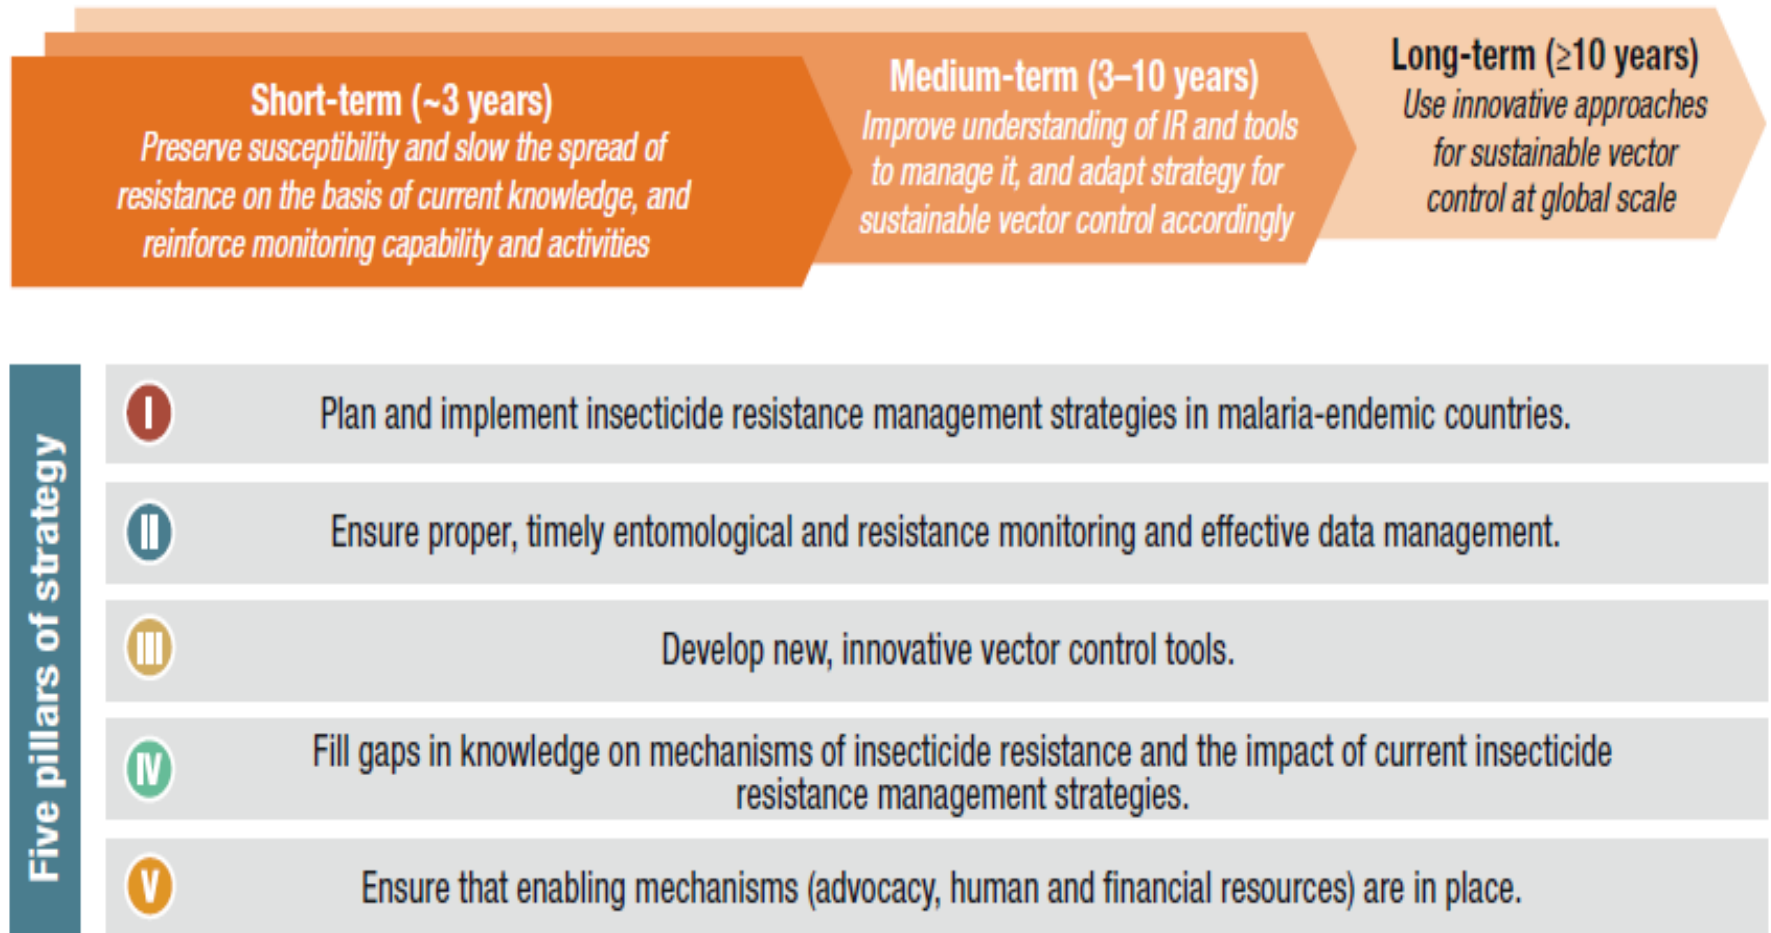 Short-term (~3 years)
Preserve susceptibility and slow the spread of
resistance on the basis of current knowledge, and
reinforce monitoring capability and activities
Medium-term (3–10 years)
Improve understanding of IR and tools
to manage it, and adapt strategy for
sustainable vector control accordingly
Long-term (≥10 years)
Use innovative approaches
for sustainable vector
control at global scale
Five pillars of strategy
I
Plan and implement insecticide resistance management strategies in malaria-endemic countries.
II
Ensure proper, timely entomological and resistance monitoring and effective data management.
III
Develop new, innovative vector control tools.
IV
Fill gaps in knowledge on mechanisms of insecticide resistance and the impact of current insecticide
resistance management strategies.
V
Ensure that enabling mechanisms (advocacy, human and financial resources) are in place.